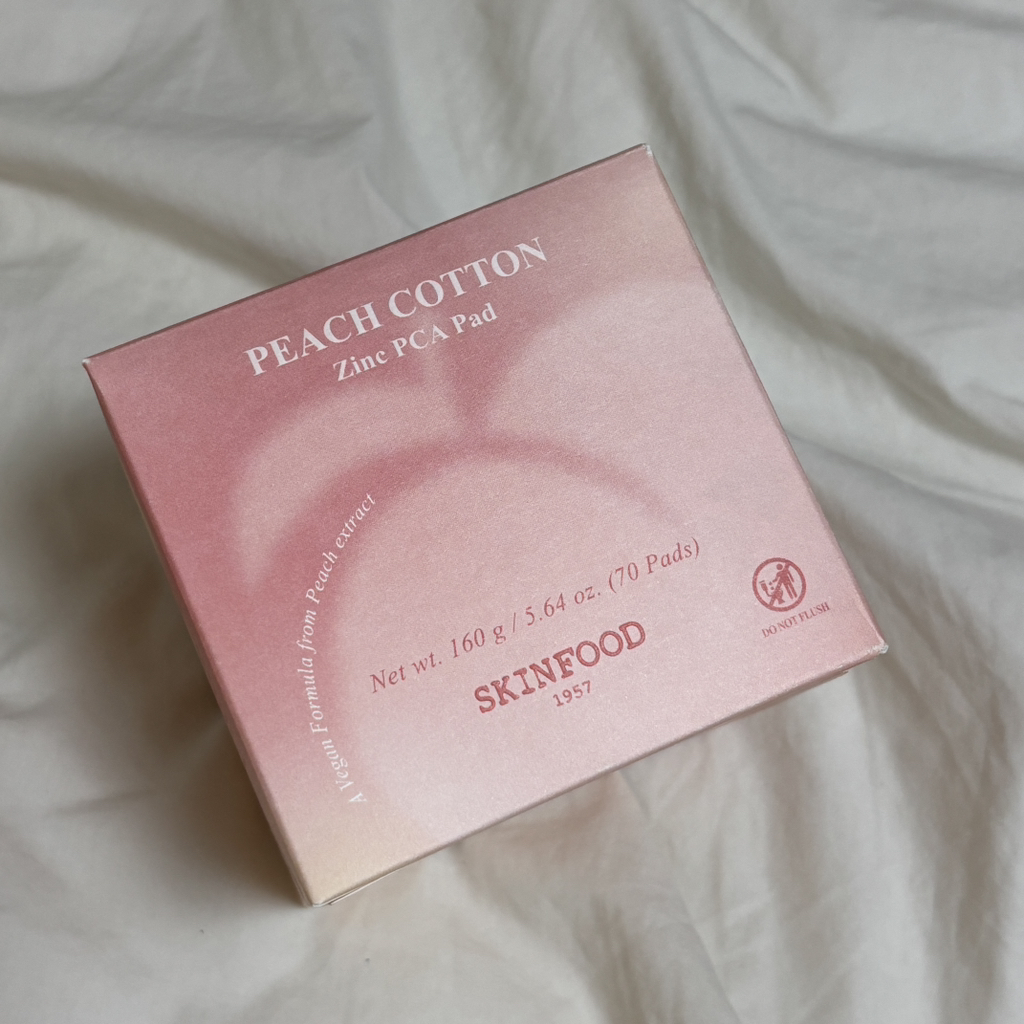 PEACH COTTON
Zinc PCA Pad
A Vegan Formula from Peach extract
Net wt. 160 g / 5.64 oz. (70 Pads)
SKINFOOD
1957
DO NOT FLUSH